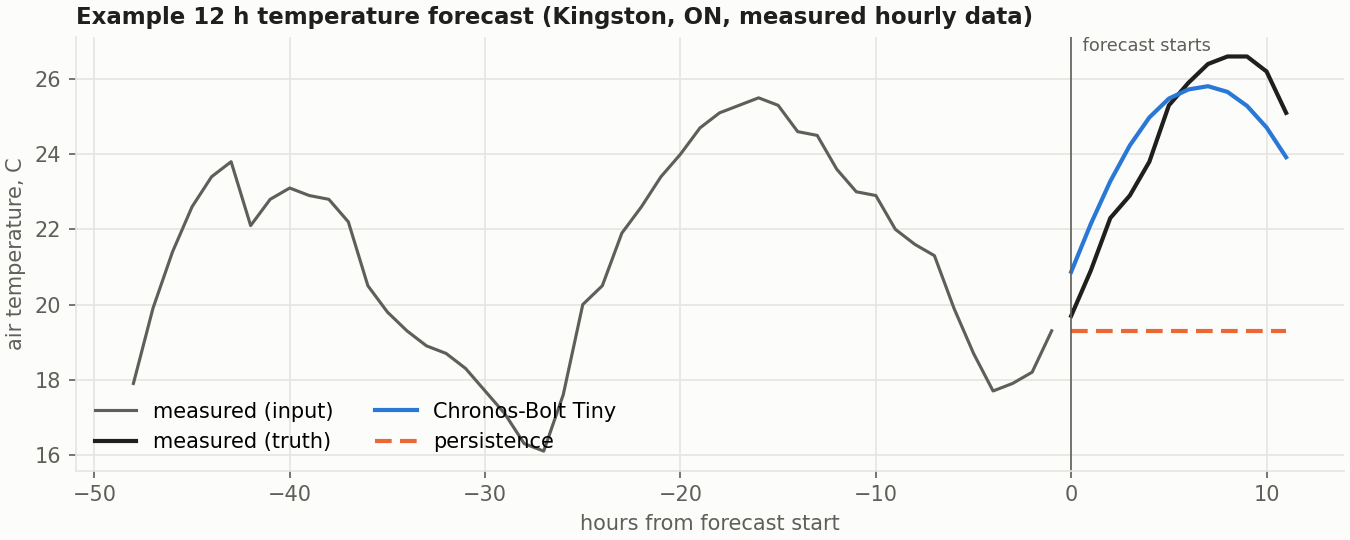 Example 12 h temperature forecast (Kingston, ON, measured hourly data)
forecast starts
26
24
22
20
18
16
air temperature, C
measured (input)
measured (truth)
Chronos-Bolt Tiny
persistence
−50
−40
−30
−20
−10
0
10
hours from forecast start